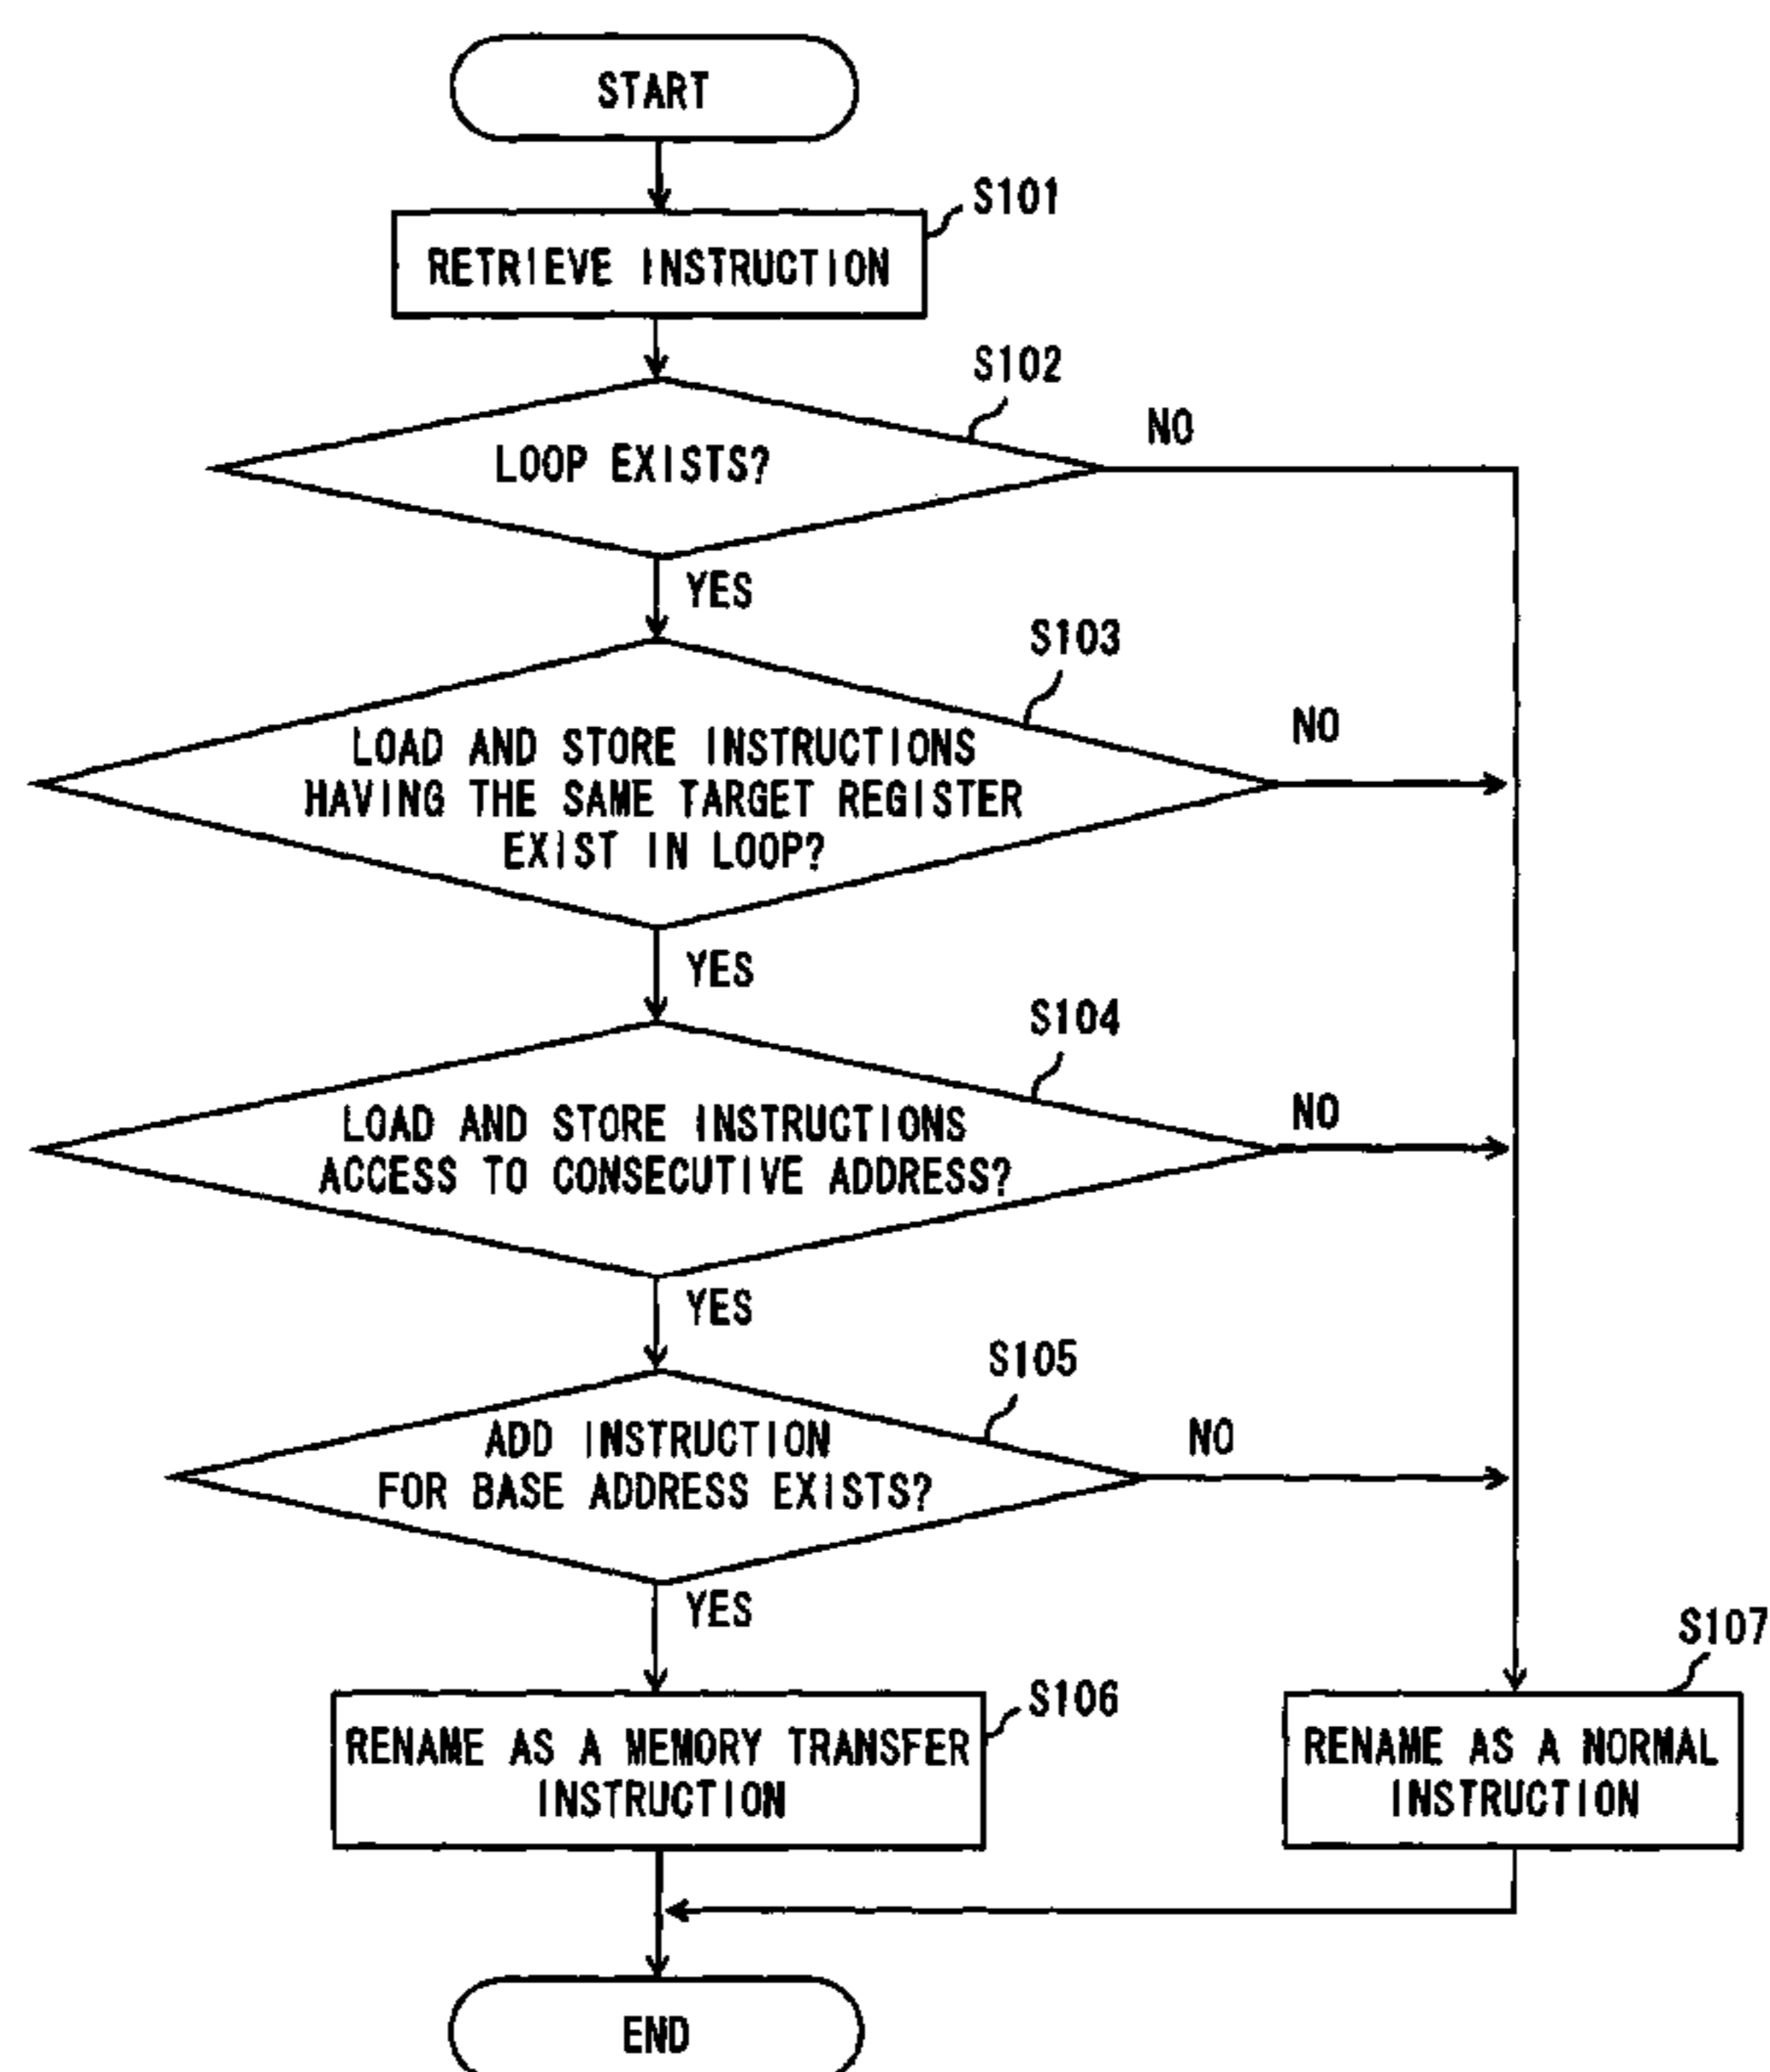 START
S101
RETRIEVE INSTRUCTION
S102
NO
LOOP EXISTS?
YES
S103
NO
LOAD AND STORE INSTRUCTIONS
HAVING THE SAME TARGET REGISTER
EXIST IN LOOP?
YES
S104
NO
LOAD AND STORE INSTRUCTIONS
ACCESS TO CONSECUTIVE ADDRESS?
YES
S105
NO
ADD INSTRUCTION
FOR BASE ADDRESS EXISTS?
YES
S106
S107
RENAME AS A MEMORY TRANSFER
INSTRUCTION
RENAME AS A NORMAL
INSTRUCTION
END